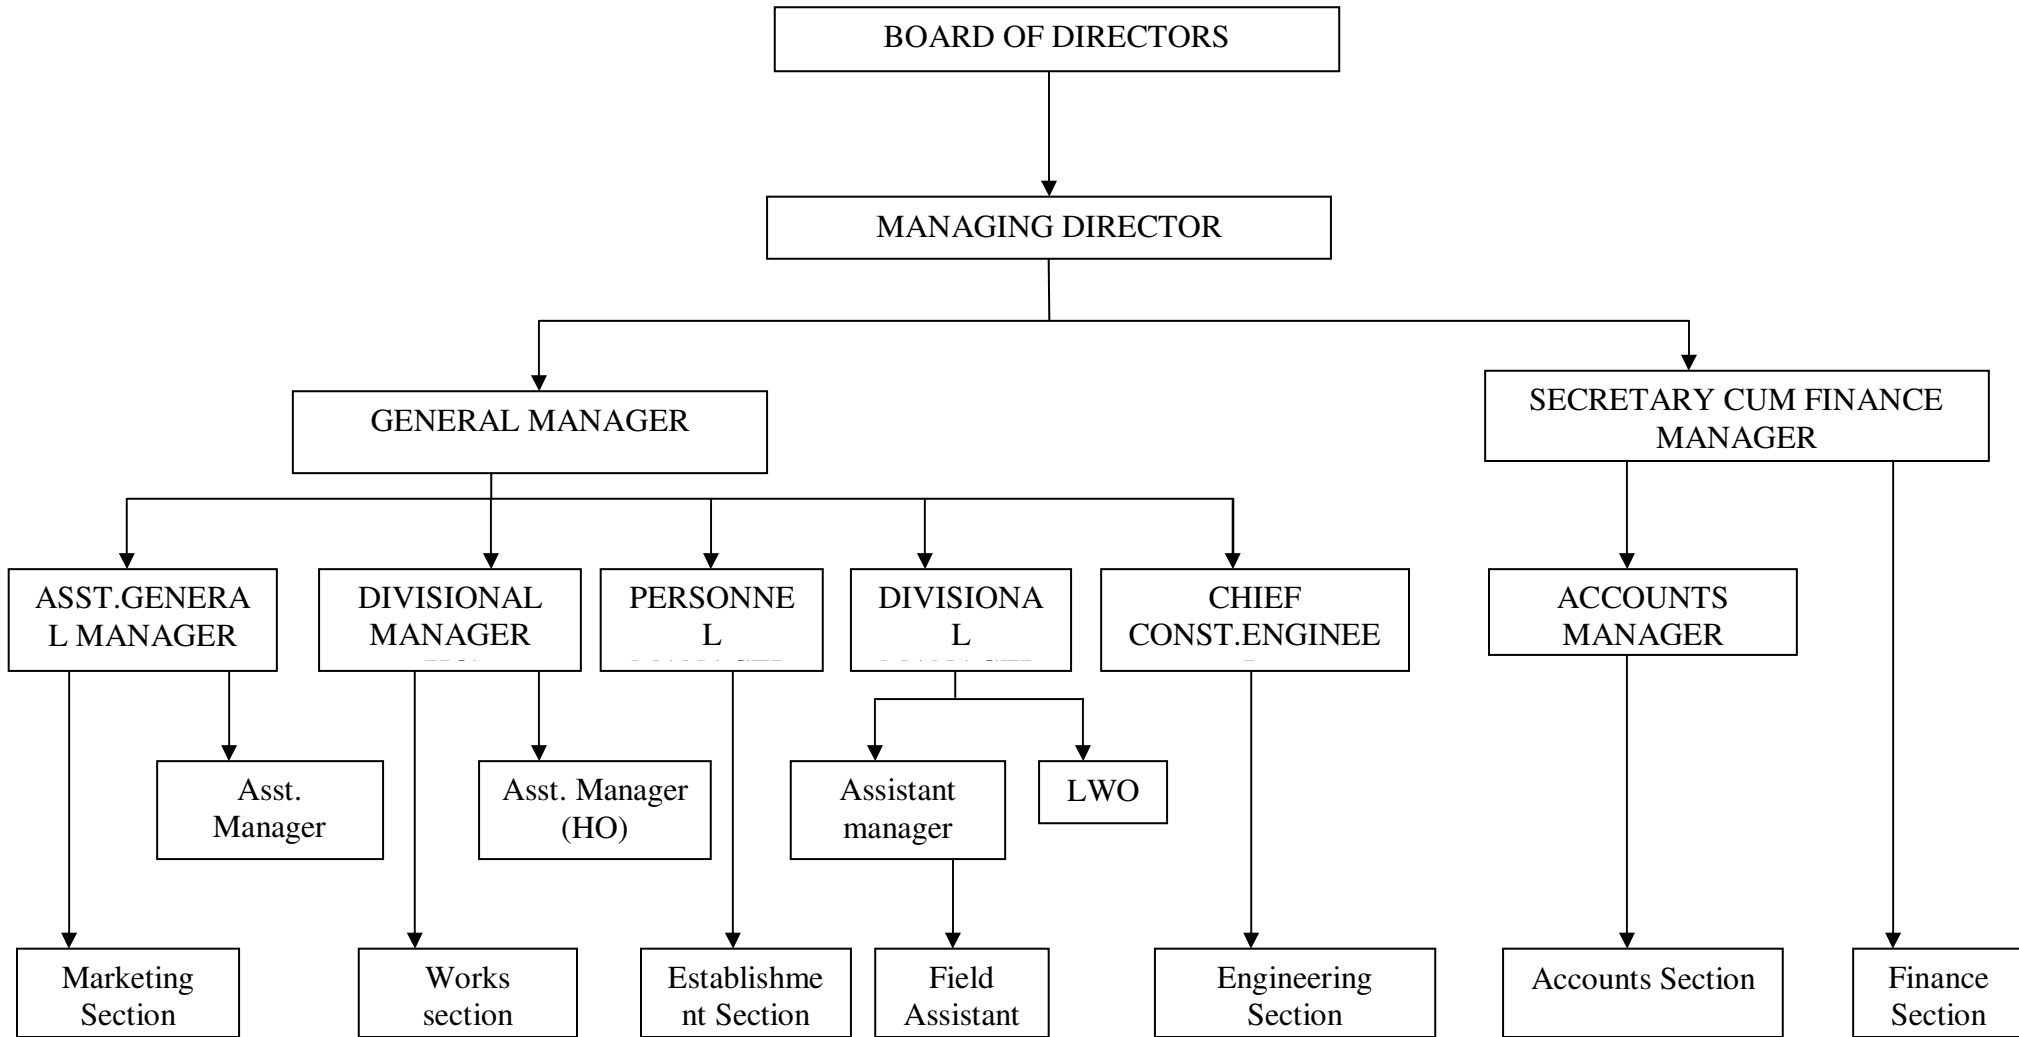 BOARD OF DIRECTORS
MANAGING DIRECTOR
GENERAL MANAGER
SECRETARY CUM FINANCE
MANAGER
ASST.GENERA
L MANAGER
DIVISIONAL
MANAGER
PERSONNE
L
DIVISIONA
L
CHIEF
CONST.ENGINEE
ACCOUNTS
MANAGER
Asst.
Manager
Asst. Manager
(HO)
Assistant
manager
LWO
Marketing
Section
Works
section
Establishme
nt Section
Field
Assistant
Engineering
Section
Accounts Section
Finance
Section